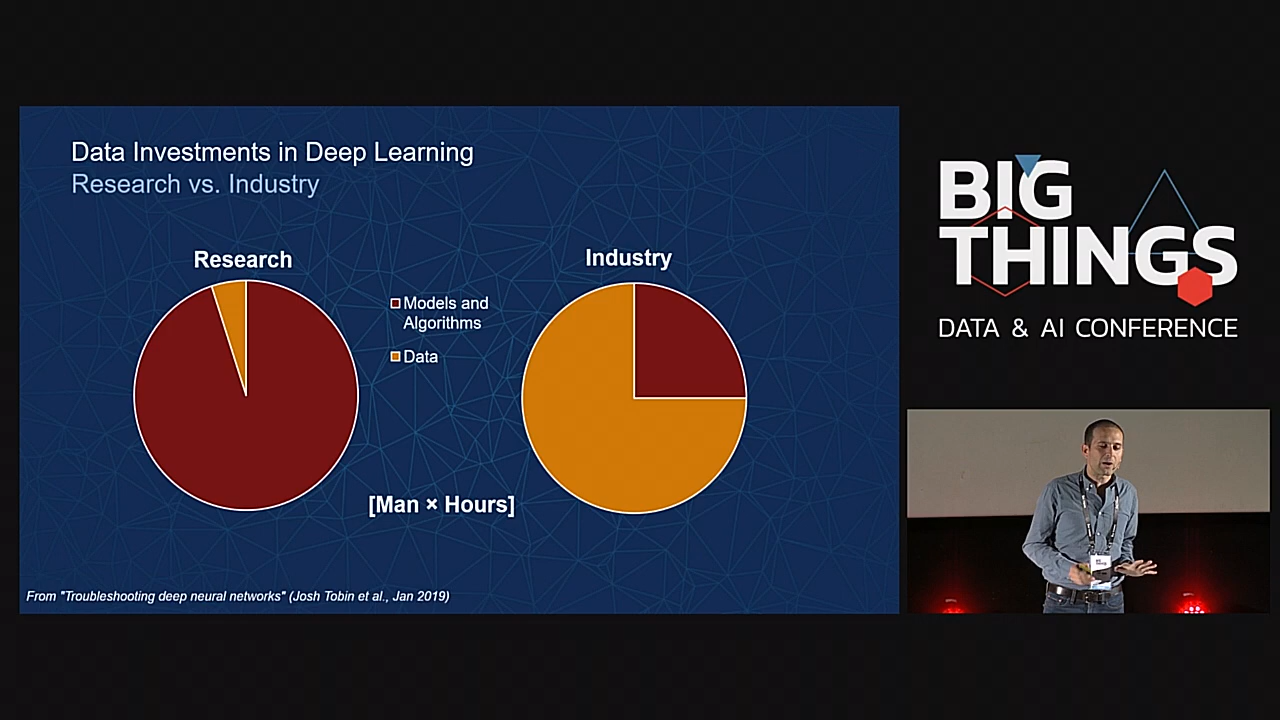 Data Investments in Deep Learning
Research vs. Industry
Research
Industry
Models and
Algorithms
Data
[Man × Hours]
From "Troubleshooting deep neural networks" (Josh Tobin et al., Jan 2019)
BIG
THINGS
DATA & AI CONFERENCE